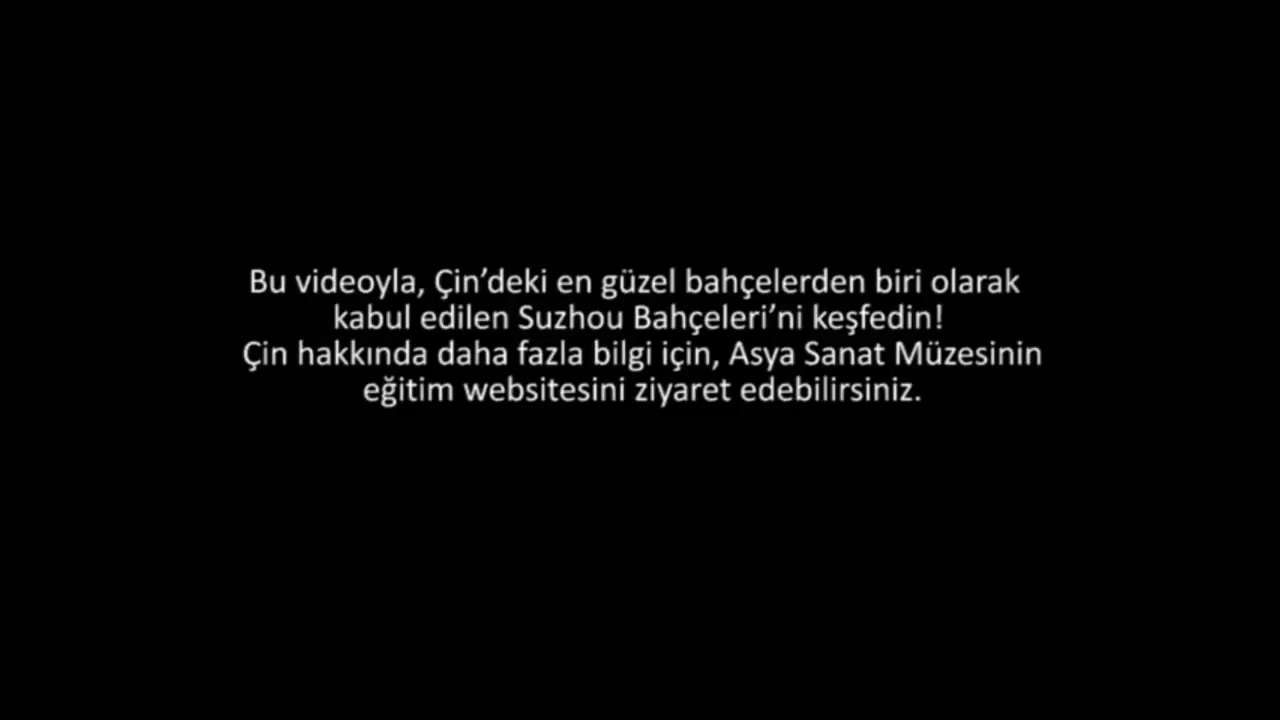 Bu videoyla, Çin’deki en güzel bahçelerden biri olarak
kabul edilen Suzhou Bahçeleri’ni keşfedin!
Çin hakkında daha fazla bilgi için, Asya Sanat Müzesinin
eğitim websitesini ziyaret edebilirsiniz.